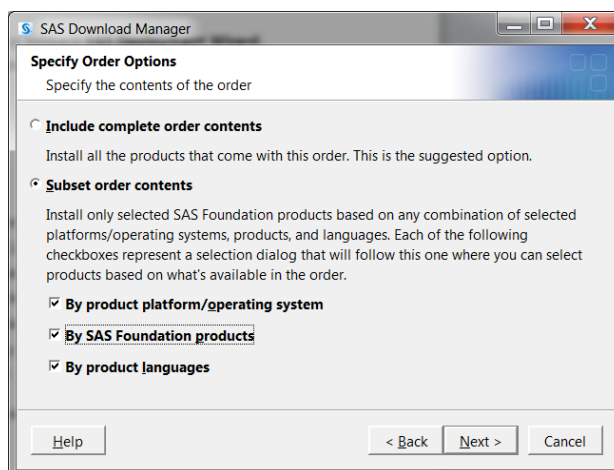 SAS Download Manager
Specify Order Options
Specify the contents of the order
Include complete order contents
Install all the products that come with this order. This is the suggested option.
Subset order contents
Install only selected SAS Foundation products based on any combination of selected
platforms/operating systems, products, and languages. Each of the following
checkboxes represent a selection dialog that will follow this one where you can select
products based on what's available in the order.
By product platform/operating system
By SAS Foundation products
By product languages
Help
< Back
Next >
Cancel